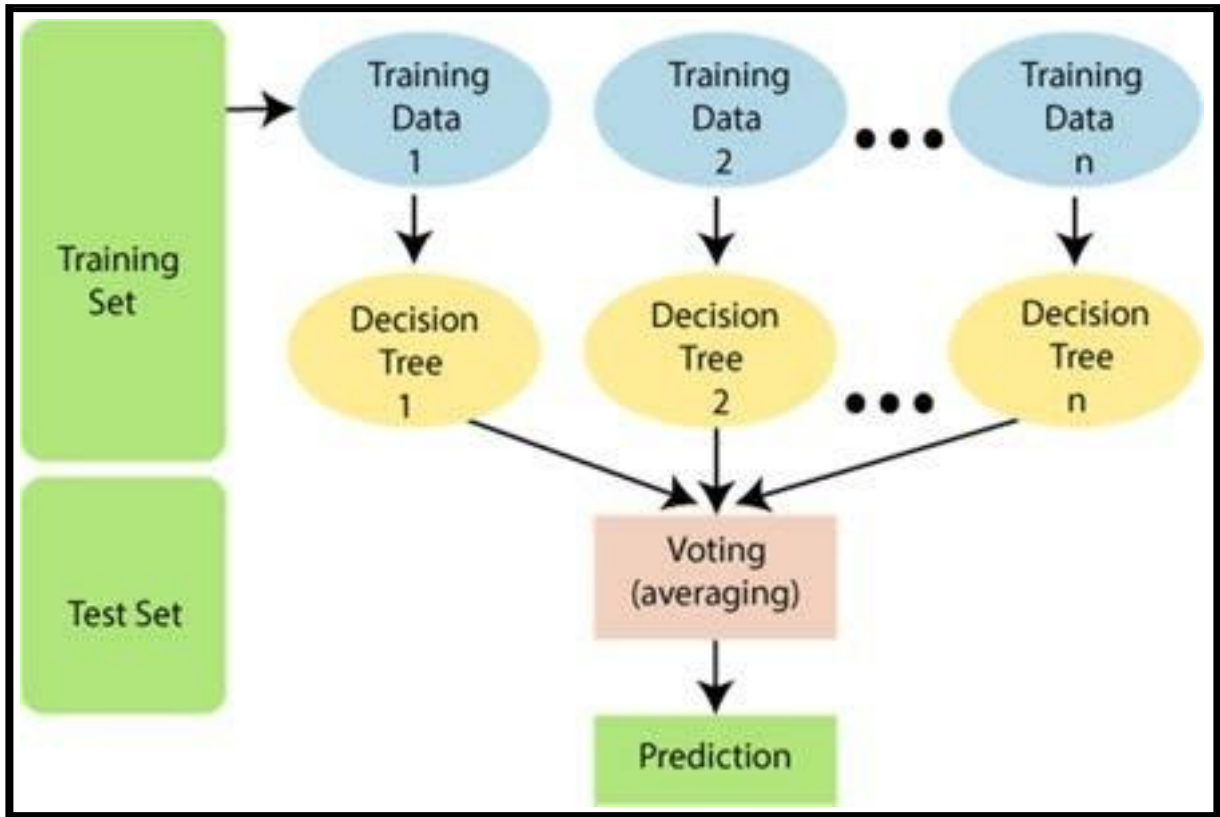 Training
Set
Test Set
Training
Data
1
Training
Data
2
Training
Data
n
Decision
Tree
1
Decision
Tree
2
Decision
Tree
n
Voting
(averaging)
Prediction